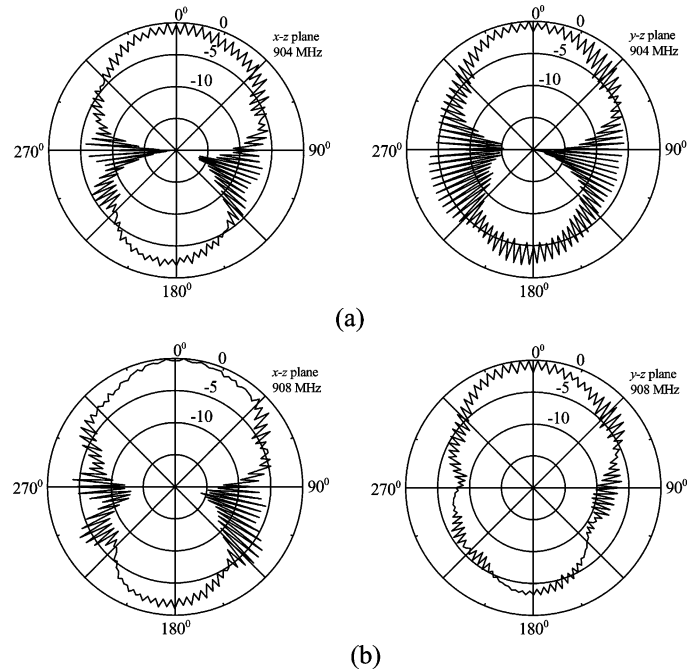 0⁰
0
x-z plane
904 MHz
-5
-10
270⁰
90⁰
180⁰
0⁰
0
y-z plane
904 MHz
-5
-10
270⁰
90⁰
180⁰
(a)
0⁰
0
x-z plane
908 MHz
-5
-10
270⁰
90⁰
180⁰
0⁰
0
y-z plane
908 MHz
-5
-10
270⁰
90⁰
180⁰
(b)